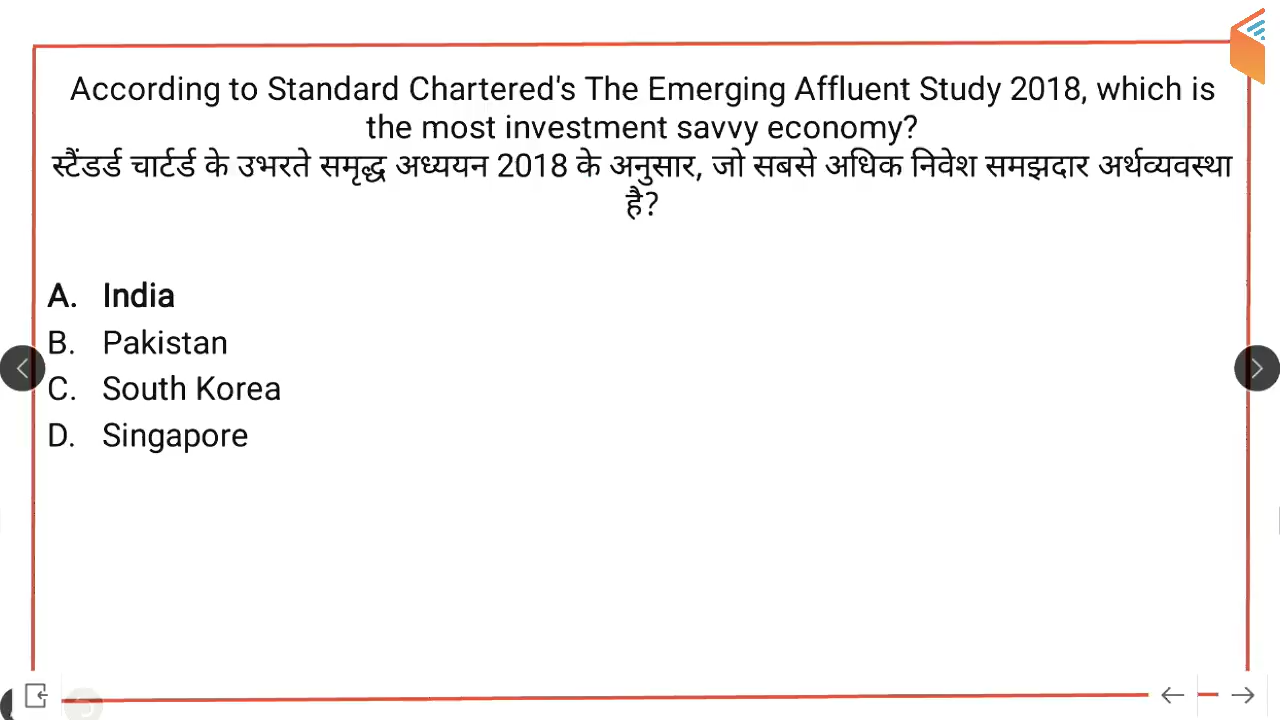 According to Standard Chartered's The Emerging Affluent Study 2018, which is
the most investment savvy economy?
स्टैंडर्ड चार्टर्ड के उभरते समृद्ध अध्ययन 2018 के अनुसार, जो सबसे अधिक निवेश समझदार अर्थव्यवस्था
है?
A. India
B. Pakistan
C. South Korea
D. Singapore